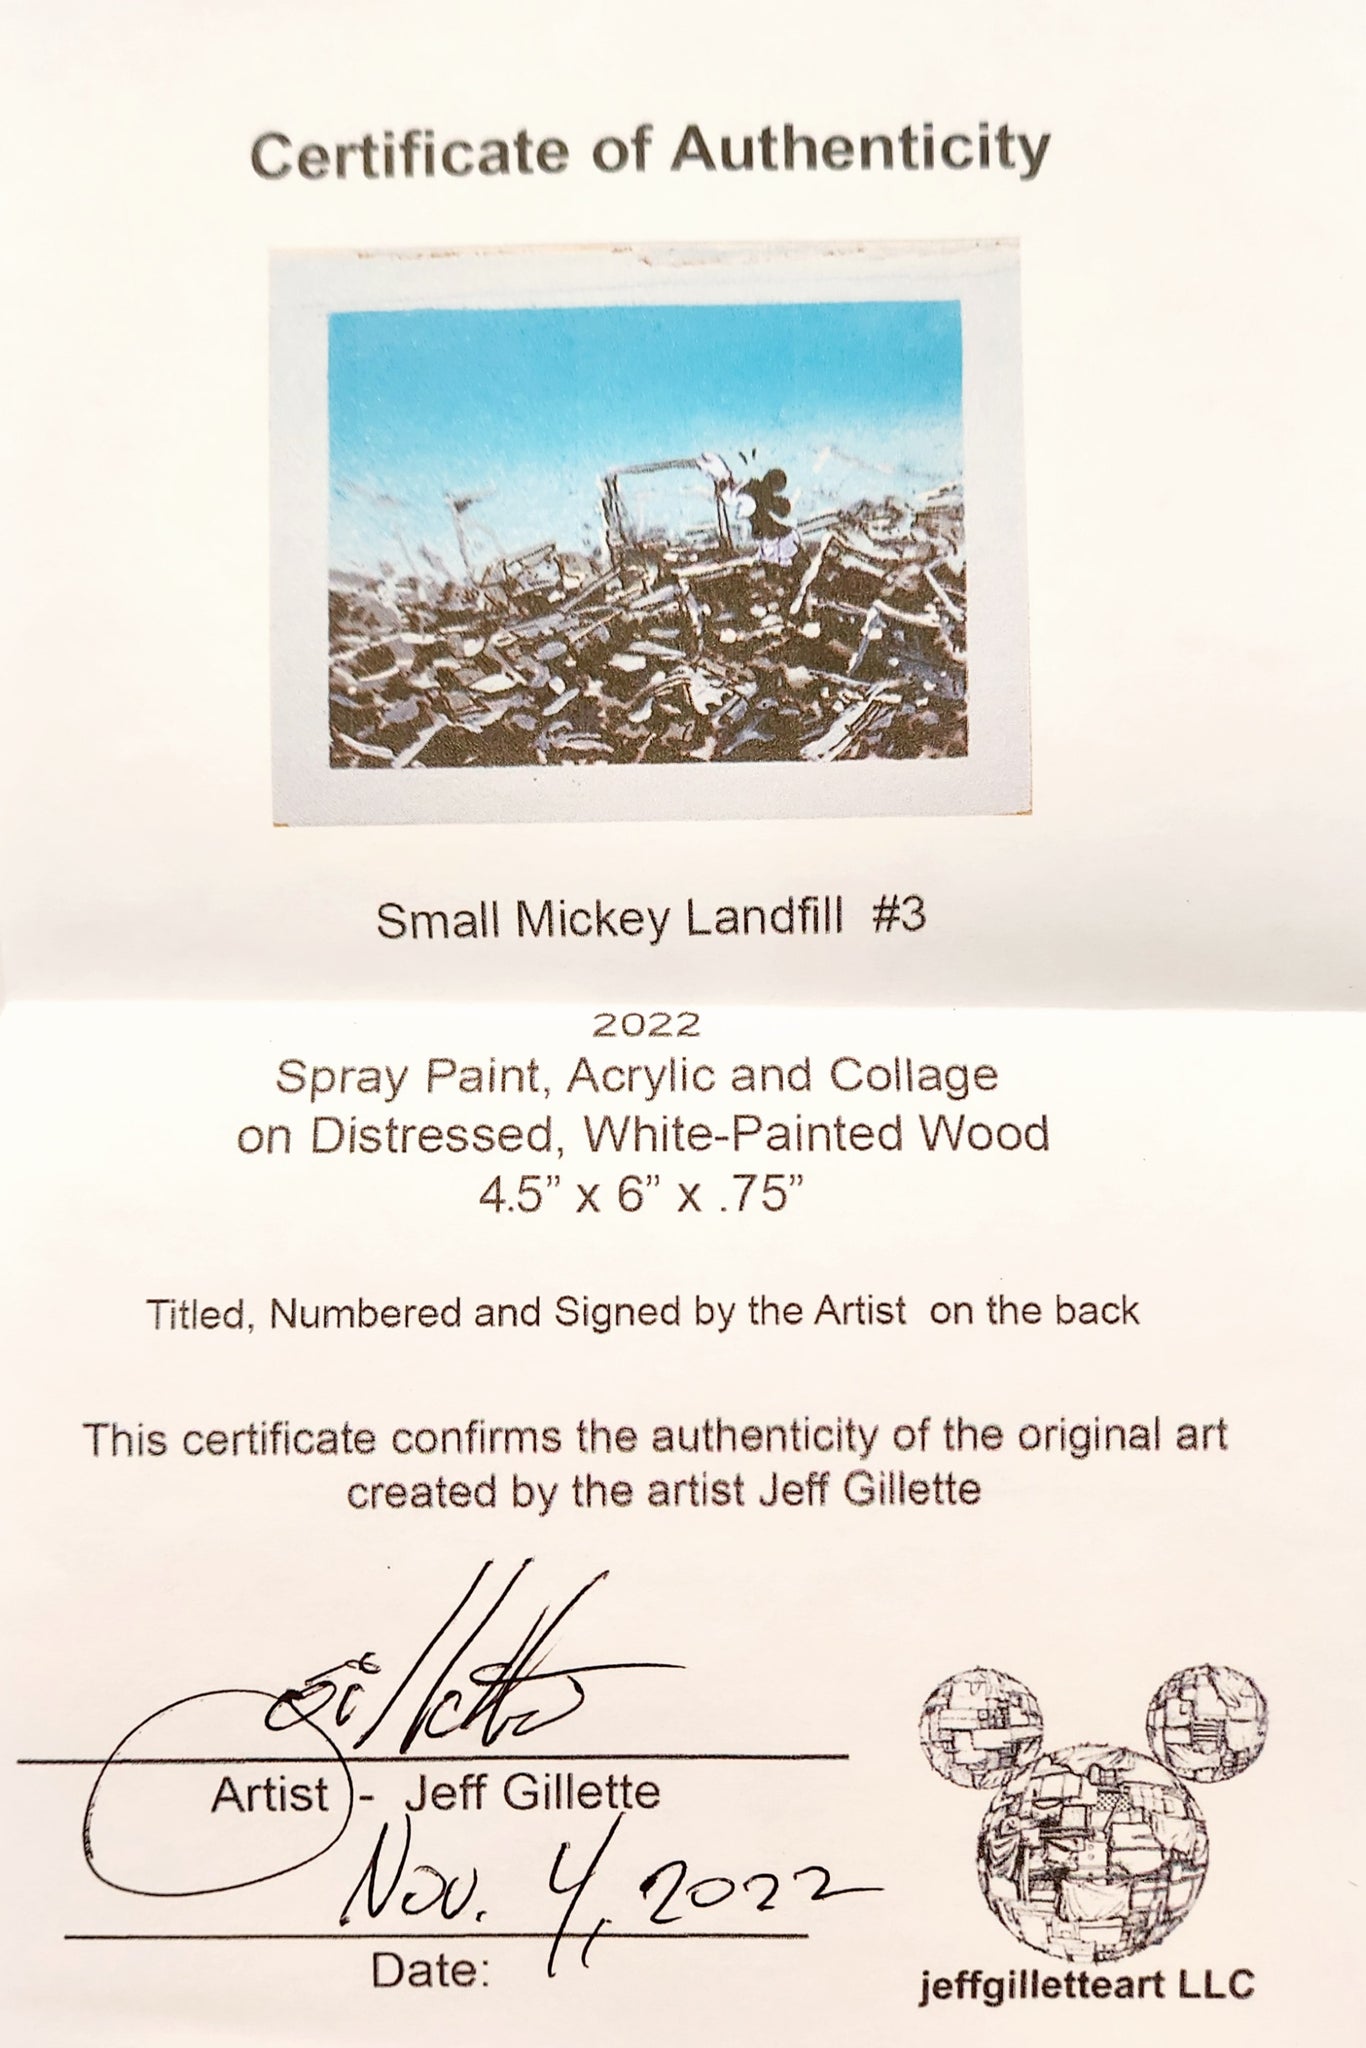 Certificate of Authenticity
Small Mickey Landfill #3
2022
Spray Paint, Acrylic and Collage
on Distressed, White-Painted Wood
4.5” x 6” x .75”
Titled, Numbered and Signed by the Artist on the back
This certificate confirms the authenticity of the original art
created by the artist Jeff Gillette
Gillette
Artist - Jeff Gillette
Nov. 4, 2022
Date:
jeffgilletteart LLC